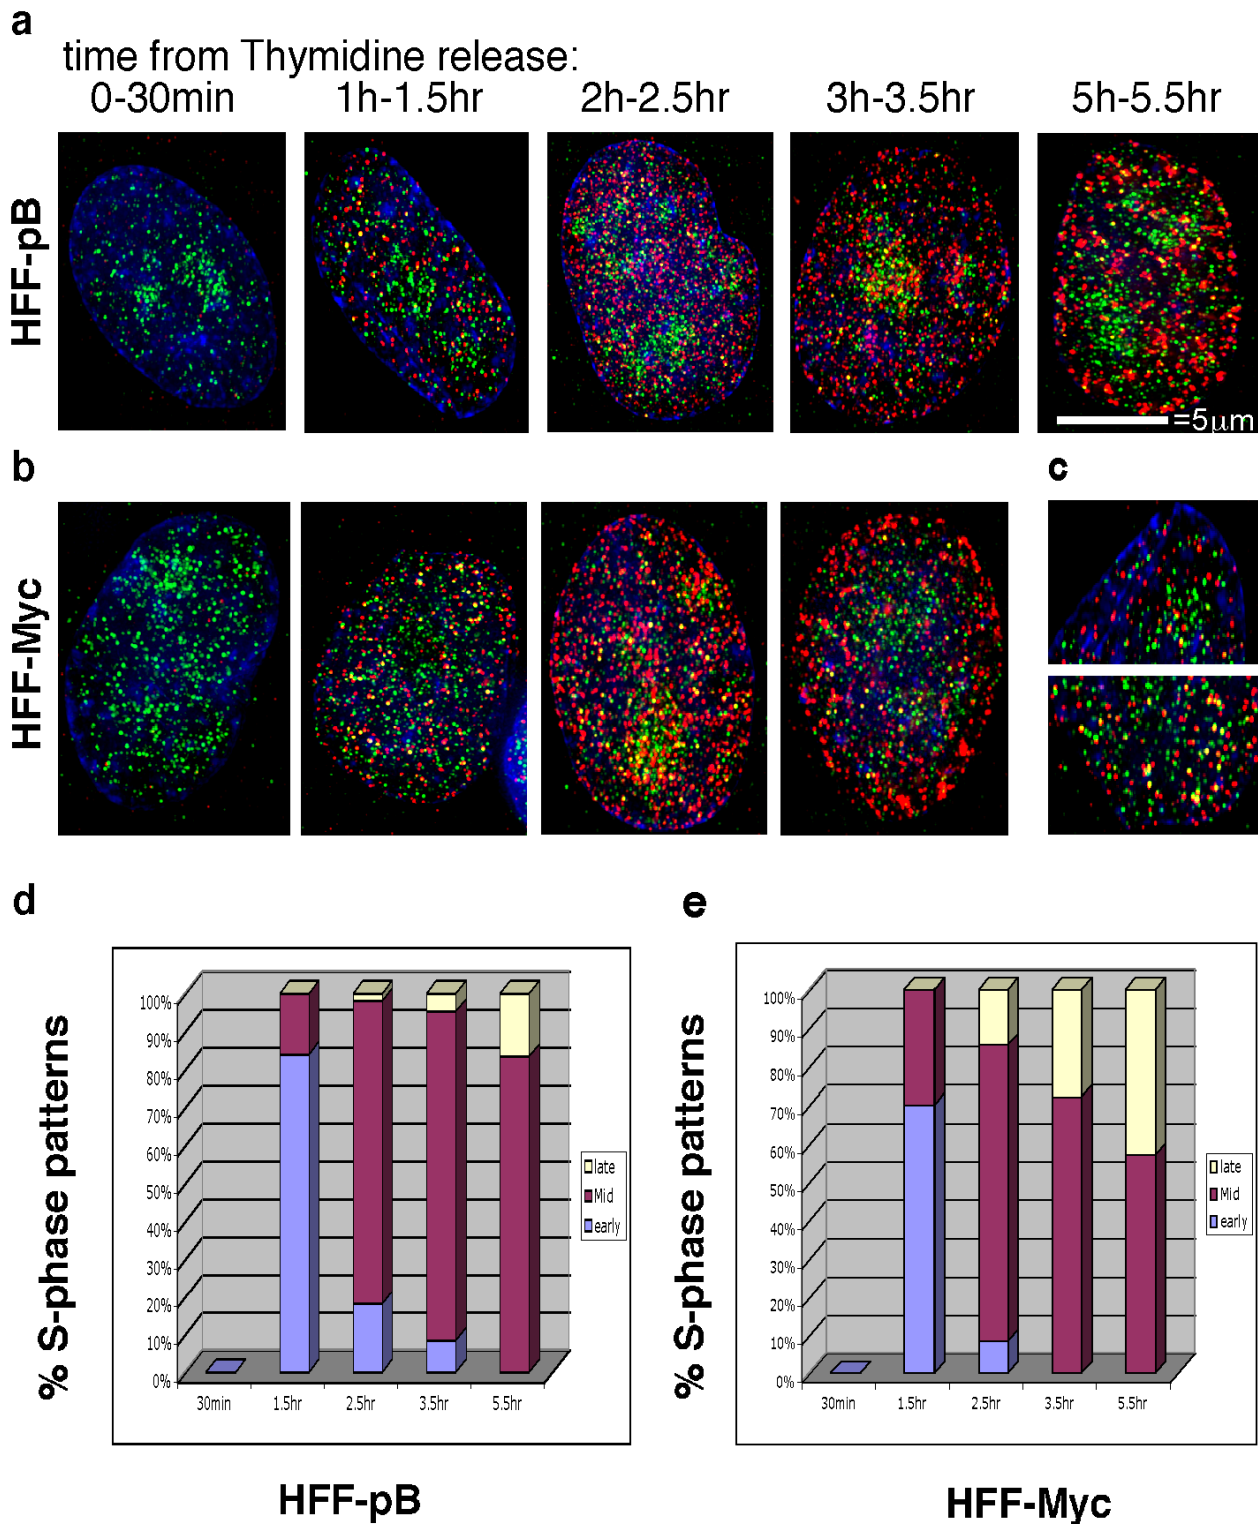 a
time from Thymidine release:
0-30min 1h-1.5hr 2h-2.5hr 3h-3.5hr 5h-5.5hr
HFF-pB
=5μm
b
c
HFF-Myc
d
e
% S-phase patterns
100%
90%
80%
70%
60%
50%
40%
30%
20%
10%
0%
30min 1.5hr 2.5hr 3.5hr 5.5hr
late
Mid
early
HFF-pB
% S-phase patterns
100%
90%
80%
70%
60%
50%
40%
30%
20%
10%
0%
30min 1.5hr 2.5hr 3.5hr 5.5hr
late
Mid
early
HFF-Myc